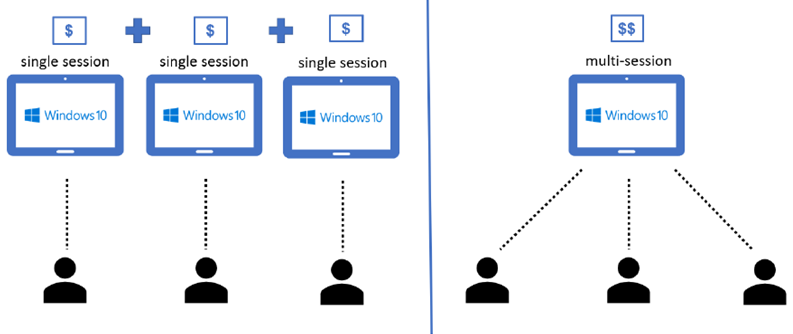 $ $ $
single session single session single session
Windows 10 Windows 10 Windows 10
$$
multi-session
Windows 10